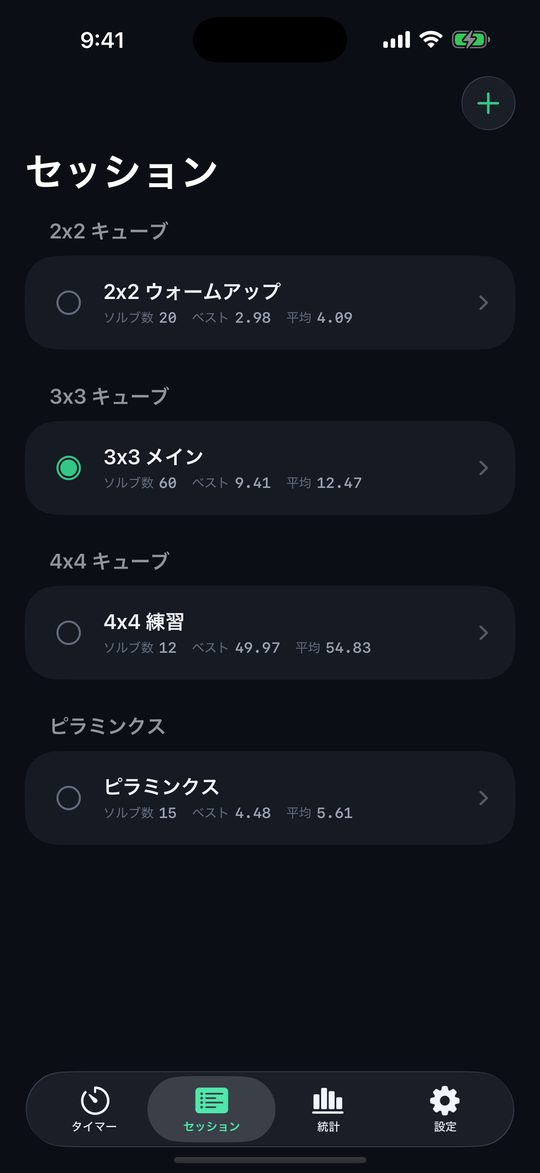 9:41
セッション
2x2 キューブ
2x2 ウォームアップ
ソルブ数 20 ベスト 2.98 平均 4.09
3x3 キューブ
3x3 メイン
ソルブ数 60 ベスト 9.41 平均 12.47
4x4 キューブ
4x4 練習
ソルブ数 12 ベスト 49.97 平均 54.83
ピラミンクス
ピラミンクス
ソルブ数 15 ベスト 4.48 平均 5.61
タイマー セッション 統計 設定